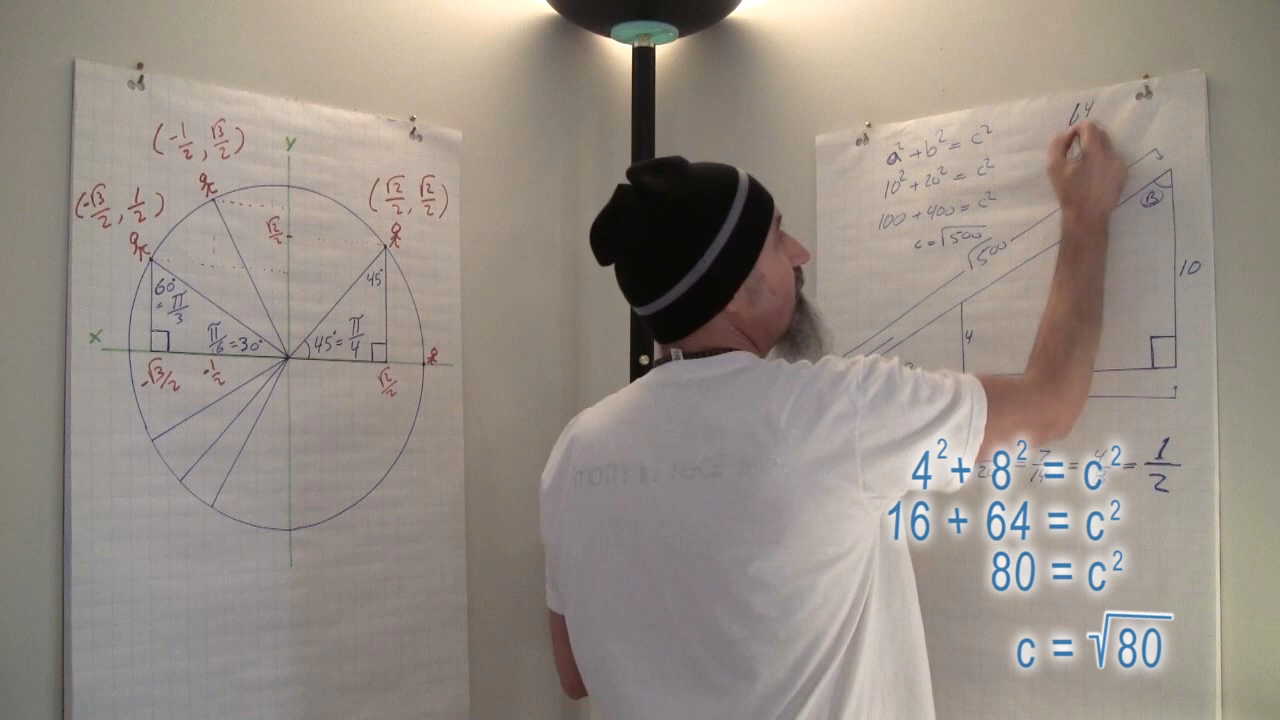 (-1/2, √3/2)
y
(-√3/2, 1/2)
(√2/2, √2/2)
√2/2
60°
= π/3
45°
π/6 = 30°
45° = π/4
x
-√3/2
-1/2
√2/2
64
a² + b² = c²
10² + 20² = c²
100 + 400 = c²
c = √500
√500
B
10
4
4² + 8² = c²
= 1/2
16 + 64 = c²
80 = c²
c = √80